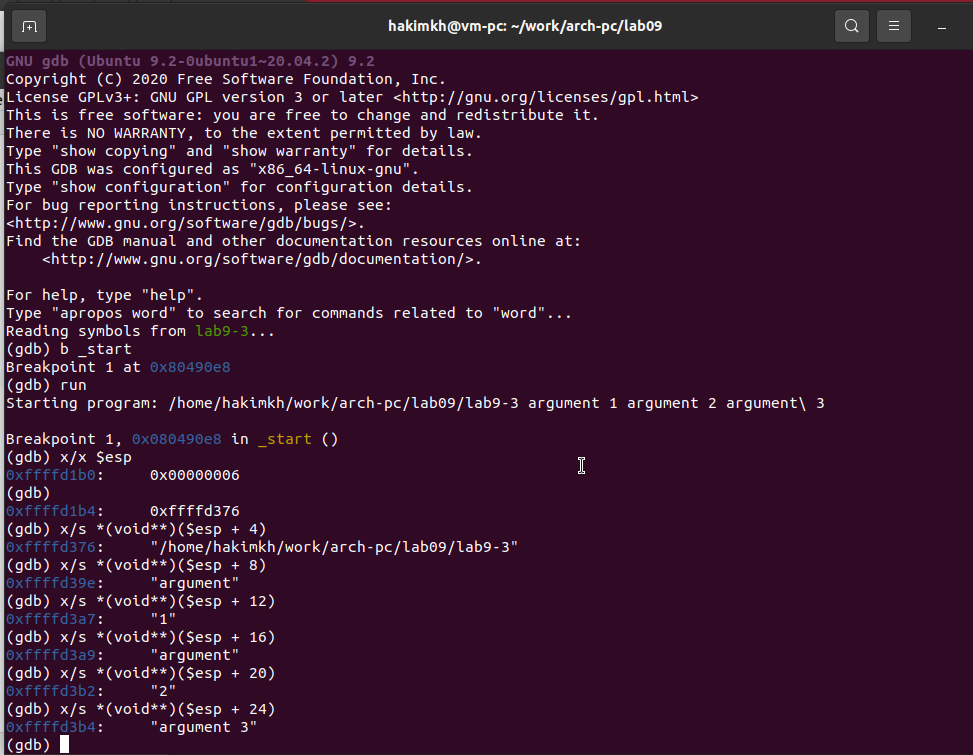 hakimkh@vm-pc: ~/work/arch-pc/lab09
GNU gdb (Ubuntu 9.2-0ubuntu1~20.04.2) 9.2
Copyright (C) 2020 Free Software Foundation, Inc.
License GPLv3+: GNU GPL version 3 or later <http://gnu.org/licenses/gpl.html>
This is free software: you are free to change and redistribute it.
There is NO WARRANTY, to the extent permitted by law.
Type "show copying" and "show warranty" for details.
This GDB was configured as "x86_64-linux-gnu".
Type "show configuration" for configuration details.
For bug reporting instructions, please see:
<http://www.gnu.org/software/gdb/bugs/>.
Find the GDB manual and other documentation resources online at:
    <http://www.gnu.org/software/gdb/documentation/>.

For help, type "help".
Type "apropos word" to search for commands related to "word"...
Reading symbols from lab9-3...
(gdb) b _start
Breakpoint 1 at 0x80490e8
(gdb) run
Starting program: /home/hakimkh/work/arch-pc/lab09/lab9-3 argument 1 argument 2 argument\ 3

Breakpoint 1, 0x080490e8 in _start ()
(gdb) x/x $esp
0xffffd1b0:     0x00000006
(gdb)
0xffffd1b4:     0xffffd376
(gdb) x/s *(void**)($esp + 4)
0xffffd376:     "/home/hakimkh/work/arch-pc/lab09/lab9-3"
(gdb) x/s *(void**)($esp + 8)
0xffffd39e:     "argument"
(gdb) x/s *(void**)($esp + 12)
0xffffd3a7:     "1"
(gdb) x/s *(void**)($esp + 16)
0xffffd3a9:     "argument"
(gdb) x/s *(void**)($esp + 20)
0xffffd3b2:     "2"
(gdb) x/s *(void**)($esp + 24)
0xffffd3b4:     "argument 3"
(gdb)